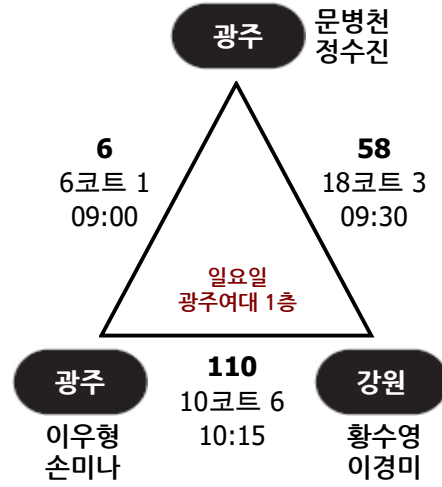 광주
문병천
정수진
6
6코트 1
09:00
58
18코트 3
09:30
일요일
광주여대 1층
110
10코트 6
10:15
광주
이우형
손미나
강원
황수영
이경미